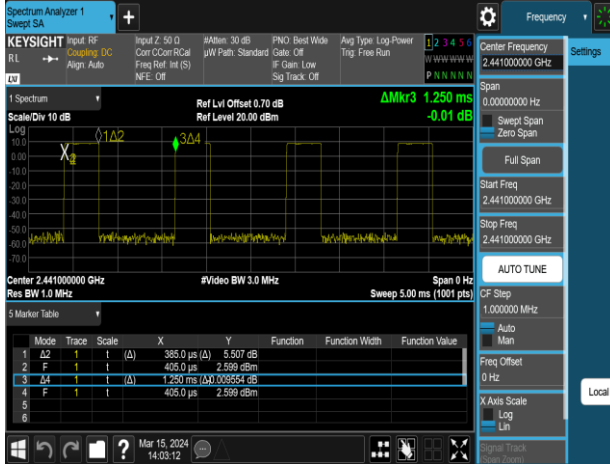 Spectrum Analyzer 1
Swept SA
Frequency
KEYSIGHT
RL
LXI
Input: RF
Coupling: DC
Align: Auto
Input Z: 50 Ω
Corr CCorr RCal
Freq Ref: Int (S)
NFE: Off
#Atten: 30 dB
µW Path: Standard
PNO: Best Wide
Gate: Off
IF Gain: Low
Sig Track: Off
Avg Type: Log-Power
Trig: Free Run
1 2 3 4 5 6
W W W W W W
P N N N N N
Center Frequency
2.441000000 GHz
Settings
Span
0.00000000 Hz
Swept Span
Zero Span
Full Span
Start Freq
2.441000000 GHz
Stop Freq
2.441000000 GHz
AUTO TUNE
CF Step
1.000000 MHz
Auto
Man
Freq Offset
0 Hz
X Axis Scale
Log
Lin
Local
Signal Track
(Span Zoom)
1 Spectrum
Scale/Div 10 dB
Ref Lvl Offset 0.70 dB
Ref Level 20.00 dBm
ΔMkr3 1.250 ms
-0.01 dB
Log
10.0
0.00
-10.0
-20.0
-30.0
-40.0
-50.0
-60.0
-70.0
1Δ2
3Δ4
X
Center 2.441000000 GHz
Res BW 1.0 MHz
#Video BW 3.0 MHz
Span 0 Hz
Sweep 5.00 ms (1001 pts)
5 Marker Table
Mode Trace Scale X Y Function Function Width Function Value
1 Δ2 1 t (Δ) 385.0 µs (Δ) 5.507 dB
2 F 1 t 405.0 µs 2.599 dBm
3 Δ4 1 t (Δ) 1.250 ms (Δ) 0.009554 dB
4 F 1 t 405.0 µs 2.599 dBm
5
6
?
Mar 15, 2024
14:03:12